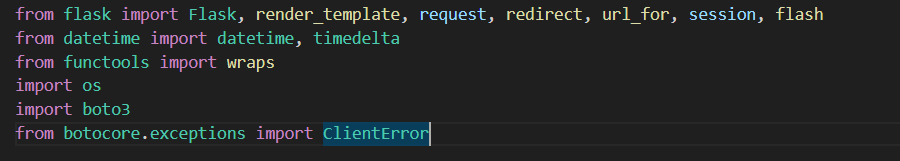 from flask import Flask, render_template, request, redirect, url_for, session, flash
from datetime import datetime, timedelta
from functools import wraps
import os
import boto3
from botocore.exceptions import ClientError